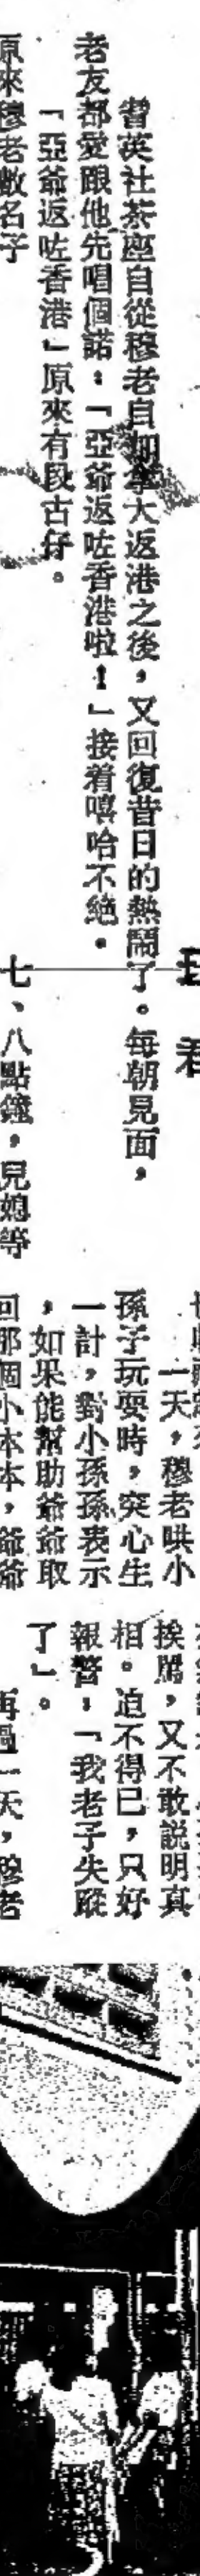 耆英社茶座自從穆老自加拿大返港之後，又回復昔日的熱鬧了。每朝見面，
老友都愛跟他先唱個諾：「亞爺返咗香港啦！」接着嘻哈不絕。
「亞爺返咗香港」原來有段古仔。
原來穆老數名子
七、八點鐘，兒媳等
君
一天，穆老哄小
孫子玩耍時，突心生
一計，對小孫孫表示
，如果能幫助爺爺取
回那個小本本，爺爺
挨罵，又不敢說明真
相。迫不得已，只好
報警：「我老子失蹤
了」。
再過一天，穆老